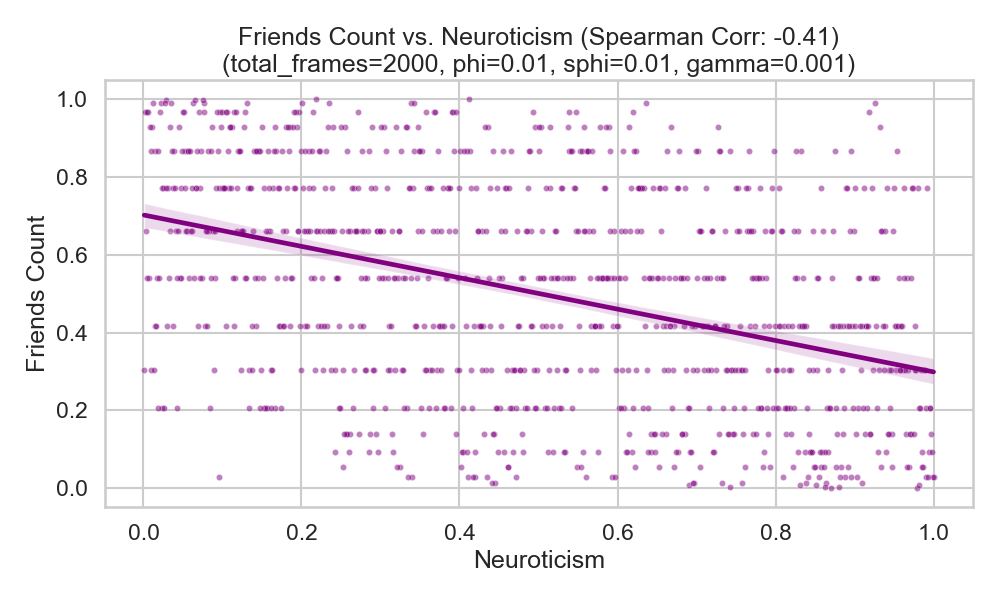 Friends Count vs. Neuroticism (Spearman Corr: -0.41)
(total_frames=2000, phi=0.01, sphi=0.01, gamma=0.001)
Friends Count
1.0
0.8
0.6
0.4
0.2
0.0
0.0 0.2 0.4 0.6 0.8 1.0
Neuroticism